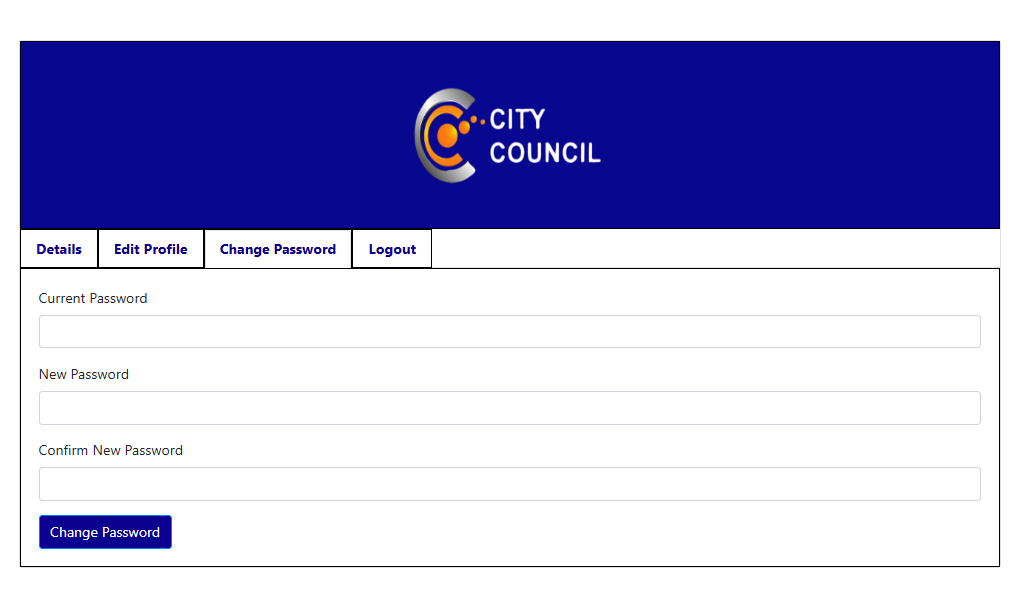 CITY
COUNCIL
Details Edit Profile Change Password Logout
Current Password
New Password
Confirm New Password
Change Password